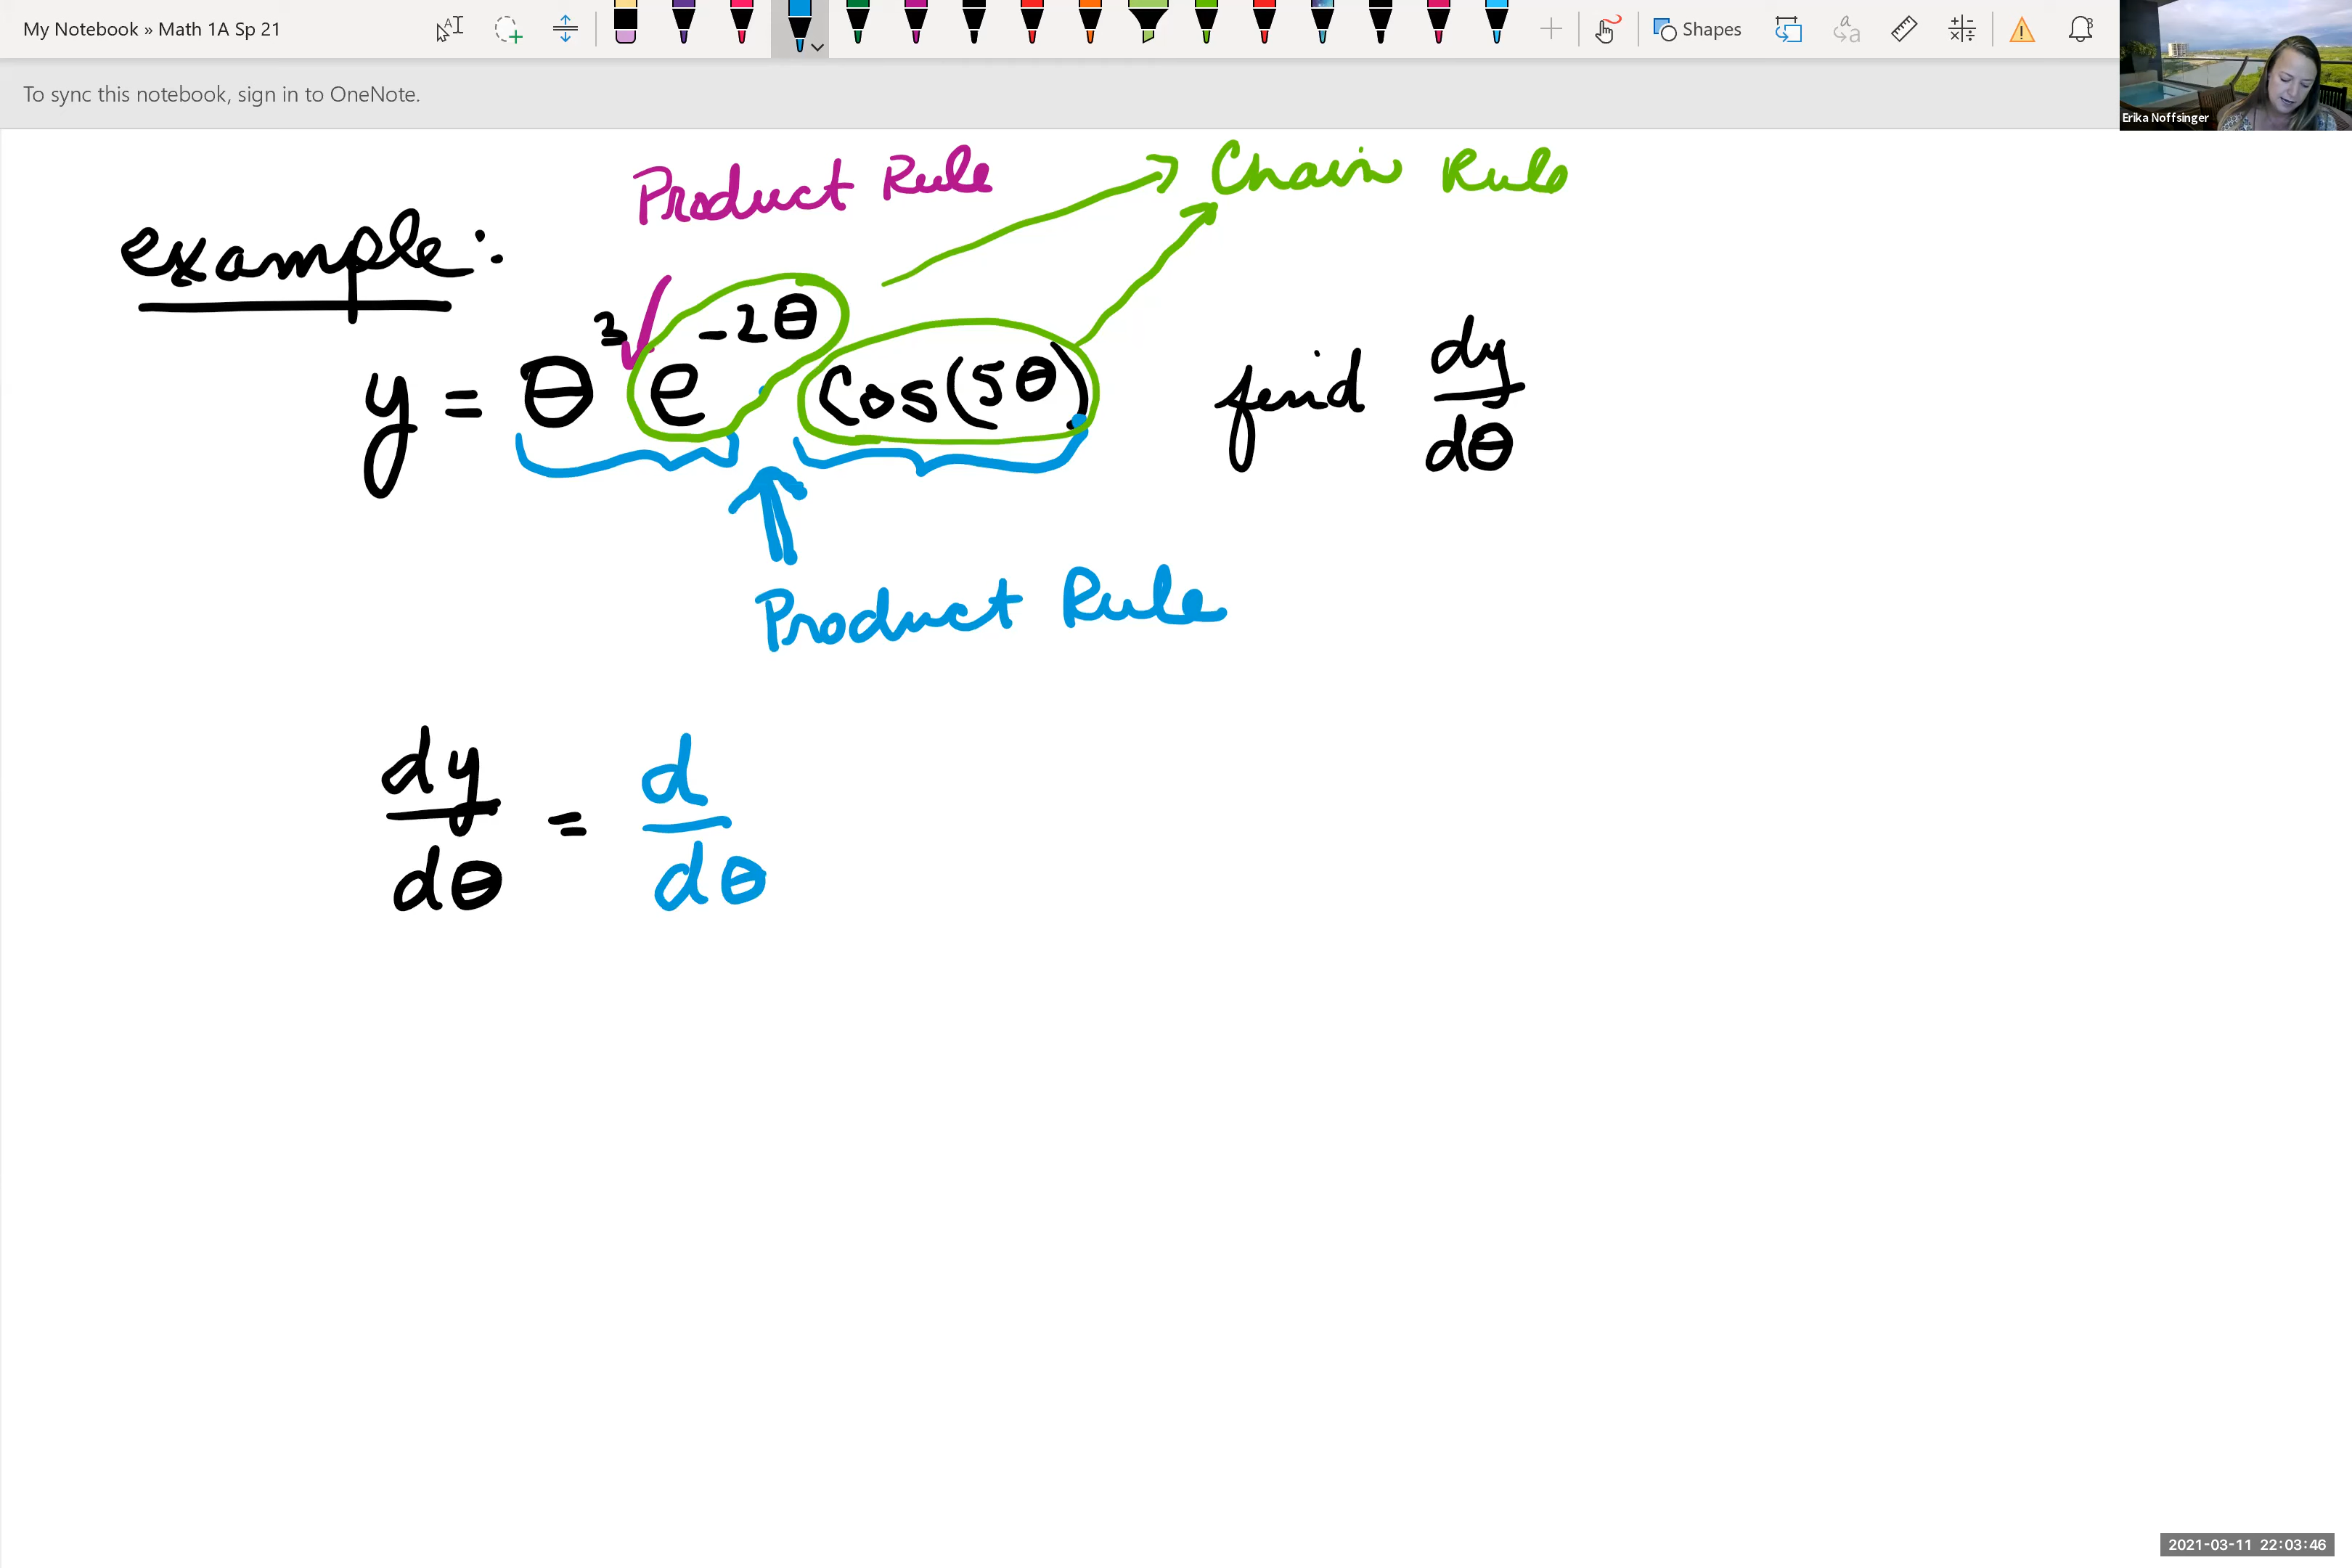 My Notebook » Math 1A Sp 21
Shapes
3
To sync this notebook, sign in to OneNote.
Erika Noffsinger
Product Rule
Chain Rule
example:
y = θ³ e^-2θ cos(5θ) find dy/dθ
Product Rule
dy/dθ = d/dθ
2021-03-11 22:03:46